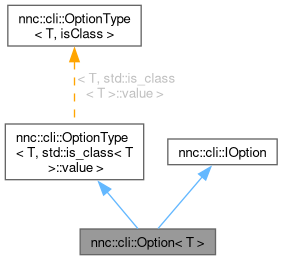 nnc::cli::OptionType
< T, isClass >
< T, std::is_class
< T >::value >
nnc::cli::OptionType
< T, std::is_class< T
>::value >
nnc::cli::IOption
nnc::cli::Option< T >